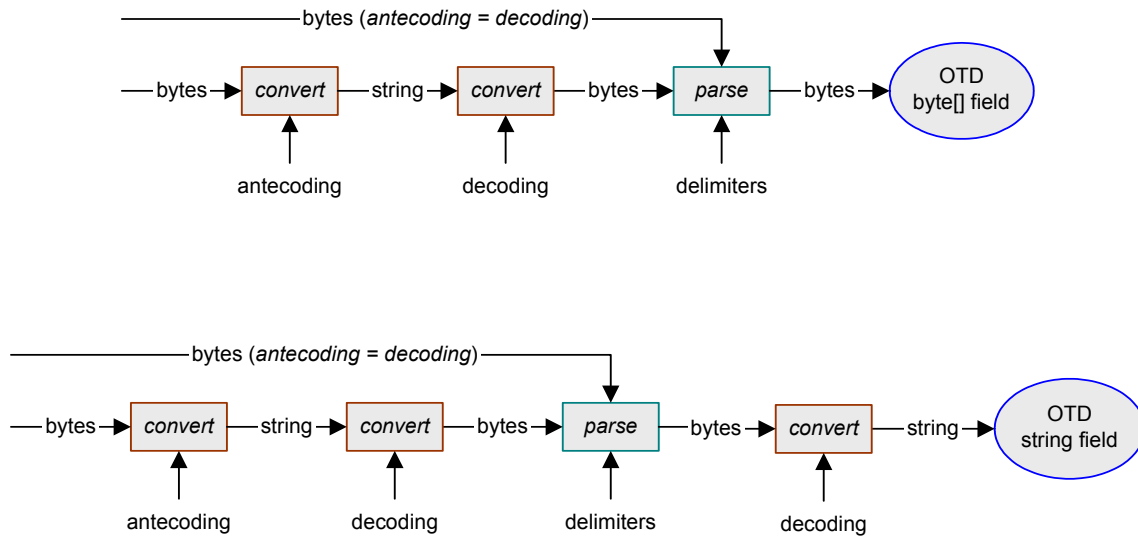 bytes (antecoding = decoding)
bytes convert string convert bytes parse bytes OTD
byte[] field
antecoding decoding delimiters
bytes (antecoding = decoding)
bytes convert string convert bytes parse bytes convert string OTD
string field
antecoding decoding delimiters decoding